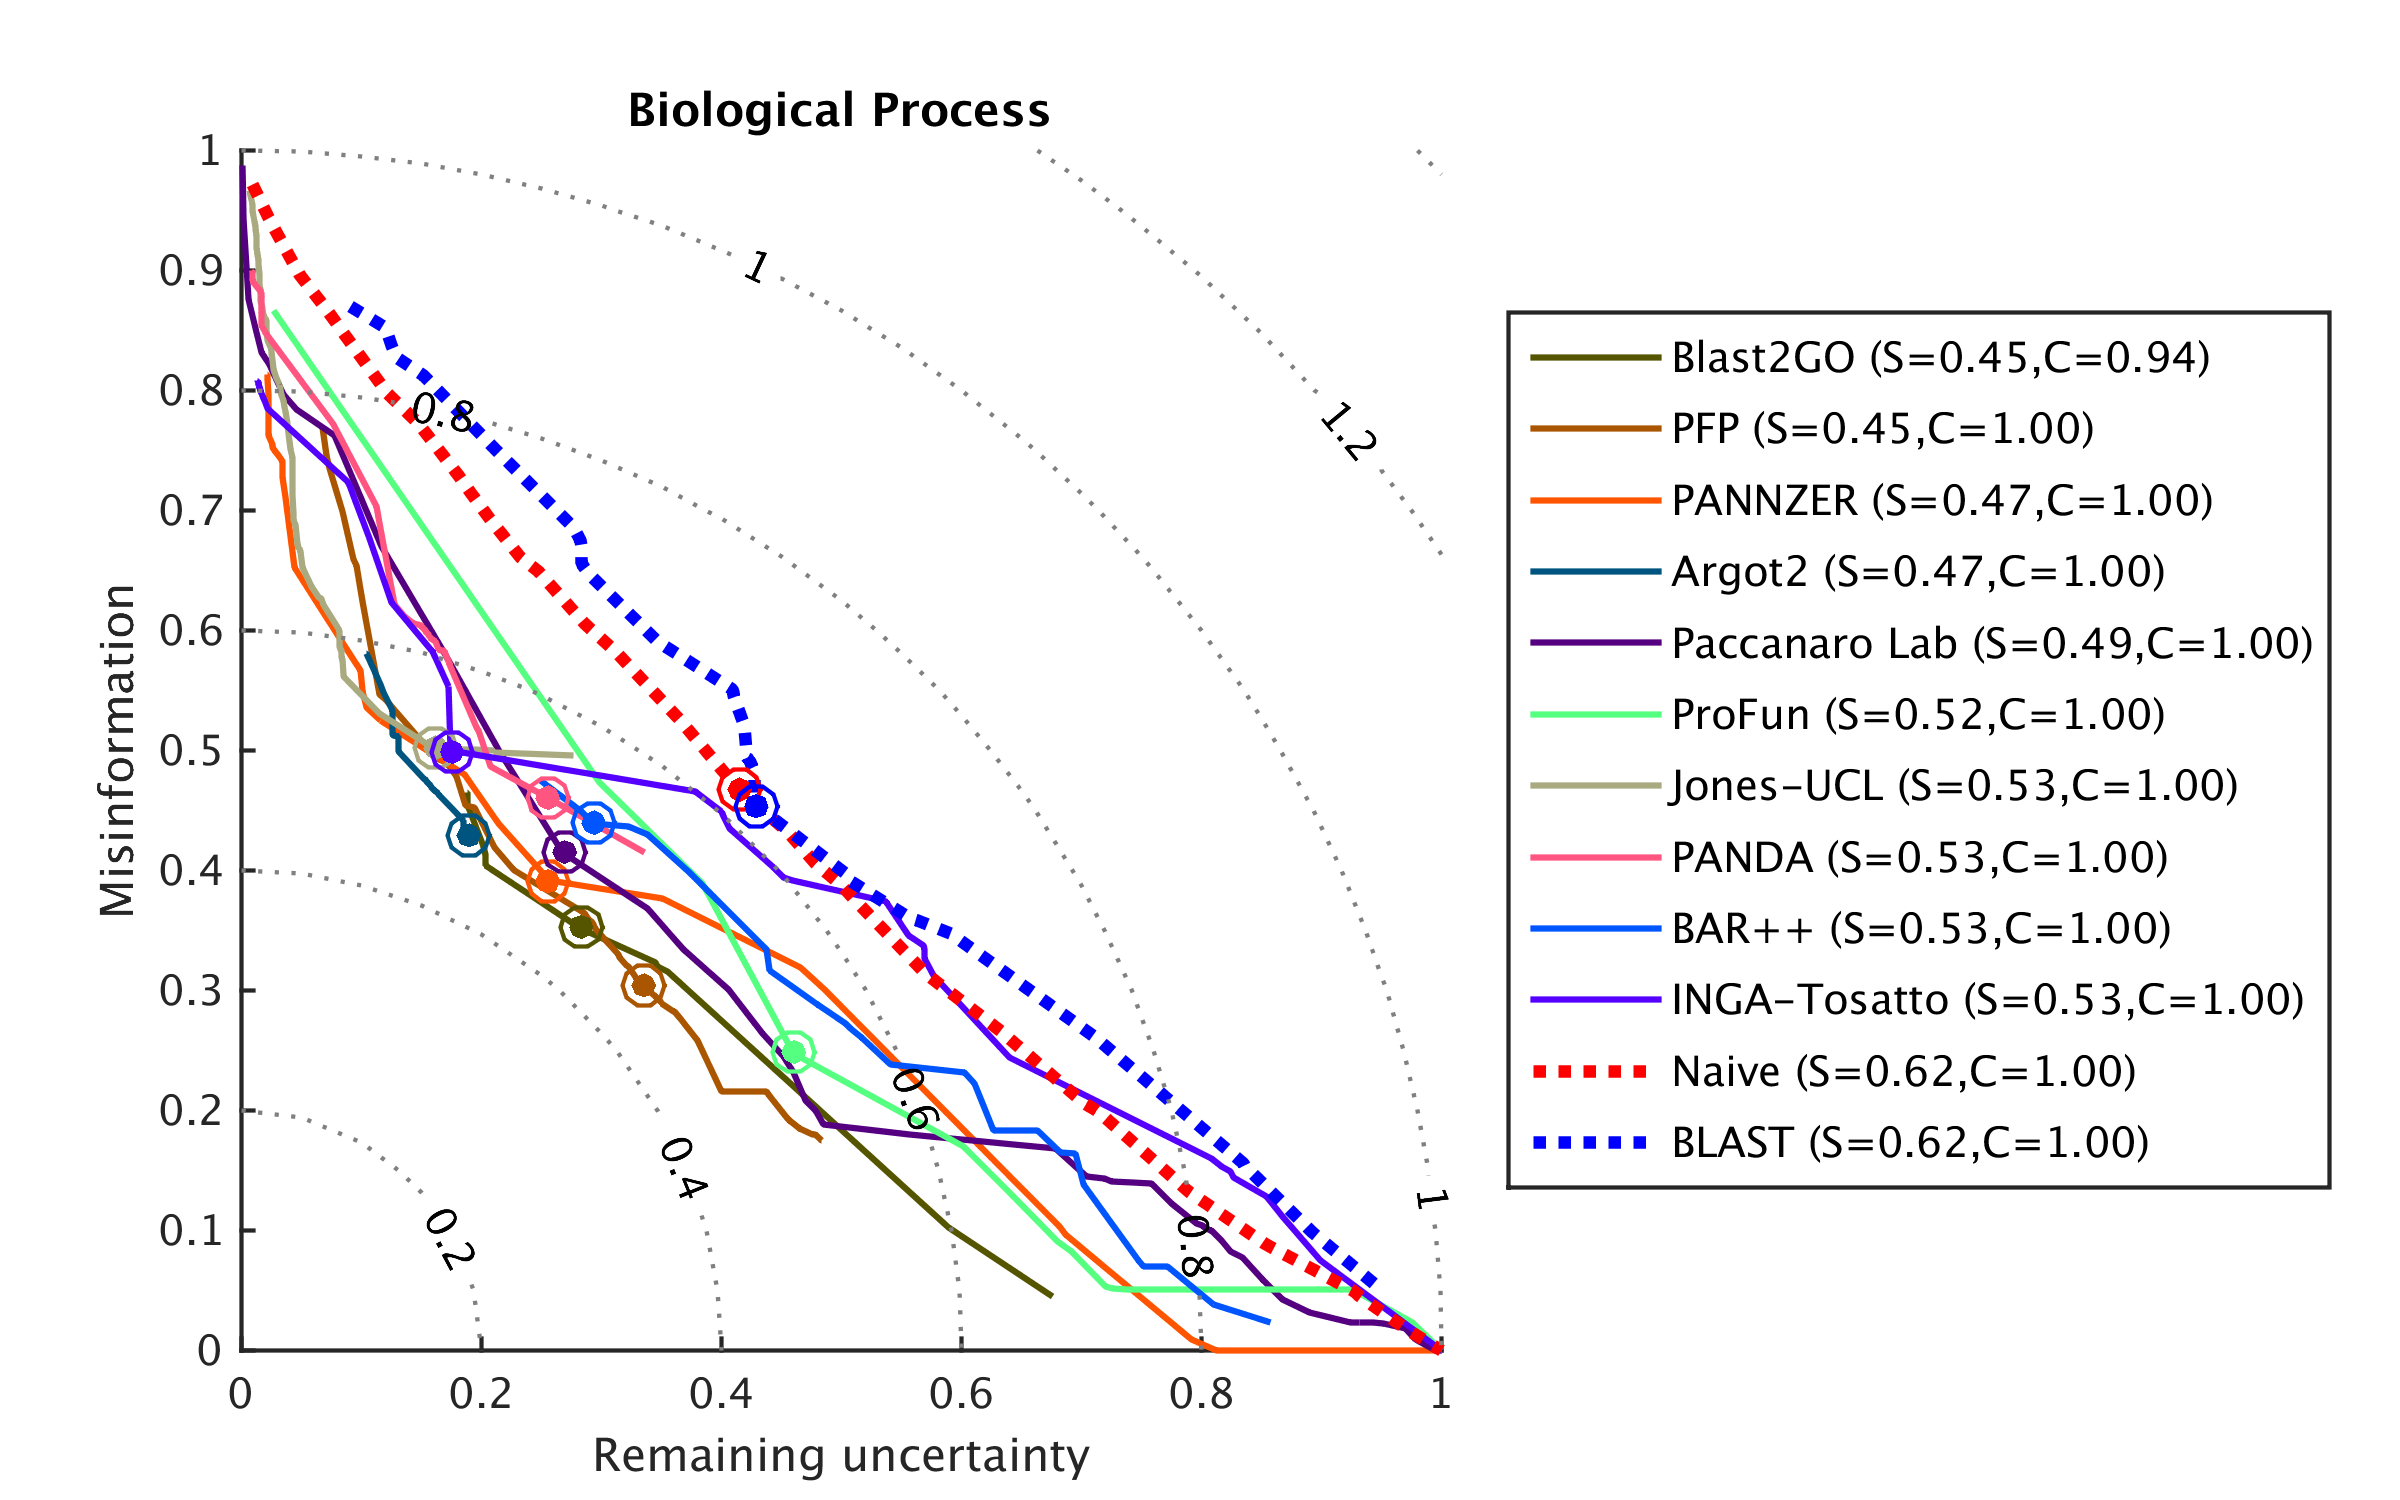 Biological Process
1
0.9
0.8
0.7
0.6
0.5
0.4
0.3
0.2
0.1
0
Misinformation
0 0.2 0.4 0.6 0.8 1
Remaining uncertainty
1
0.8
1.2
0.6
0.4
0.2
0.8
1
Blast2GO (S=0.45,C=0.94)
PFP (S=0.45,C=1.00)
PANNZER (S=0.47,C=1.00)
Argot2 (S=0.47,C=1.00)
Paccanaro Lab (S=0.49,C=1.00)
ProFun (S=0.52,C=1.00)
Jones-UCL (S=0.53,C=1.00)
PANDA (S=0.53,C=1.00)
BAR++ (S=0.53,C=1.00)
INGA-Tosatto (S=0.53,C=1.00)
Naive (S=0.62,C=1.00)
BLAST (S=0.62,C=1.00)